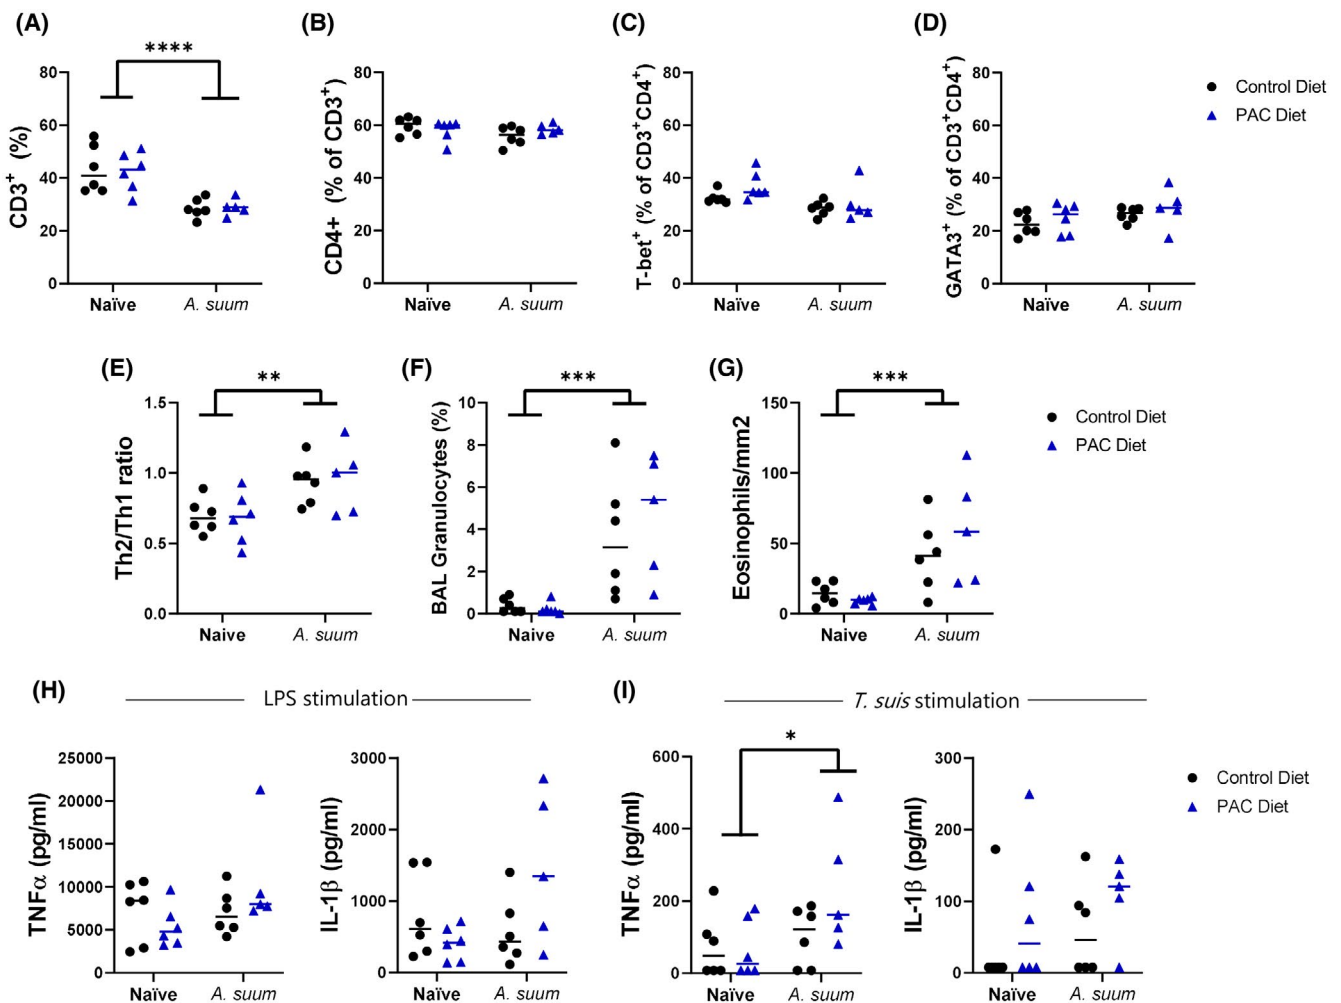 (A) (B) (C) (D)
****
CD3+ (%)
80
60
40
20
0
Naïve A. suum
CD4+ (% of CD3+)
80
60
40
20
0
Naïve A. suum
T-bet+ (% of CD3+CD4+)
80
60
40
20
0
Naïve A. suum
GATA3+ (% of CD3+CD4+)
80
60
40
20
0
Naïve A. suum
Control Diet
PAC Diet
(E) (F) (G)
**
Th2/Th1 ratio
1.5
1.0
0.5
0.0
Naive A. suum
***
BAL Granulocytes (%)
10
8
6
4
2
0
Naive A. suum
***
Eosinophils/mm2
150
100
50
0
Naive A. suum
Control Diet
PAC Diet
(H) LPS stimulation
TNFα (pg/ml)
25000
20000
15000
10000
5000
0
Naïve A. suum
IL-1β (pg/ml)
3000
2000
1000
0
Naïve A. suum
(I) T. suis stimulation
*
TNFα (pg/ml)
600
400
200
0
Naïve A. suum
IL-1β (pg/ml)
300
200
100
0
Naïve A. suum
Control Diet
PAC Diet